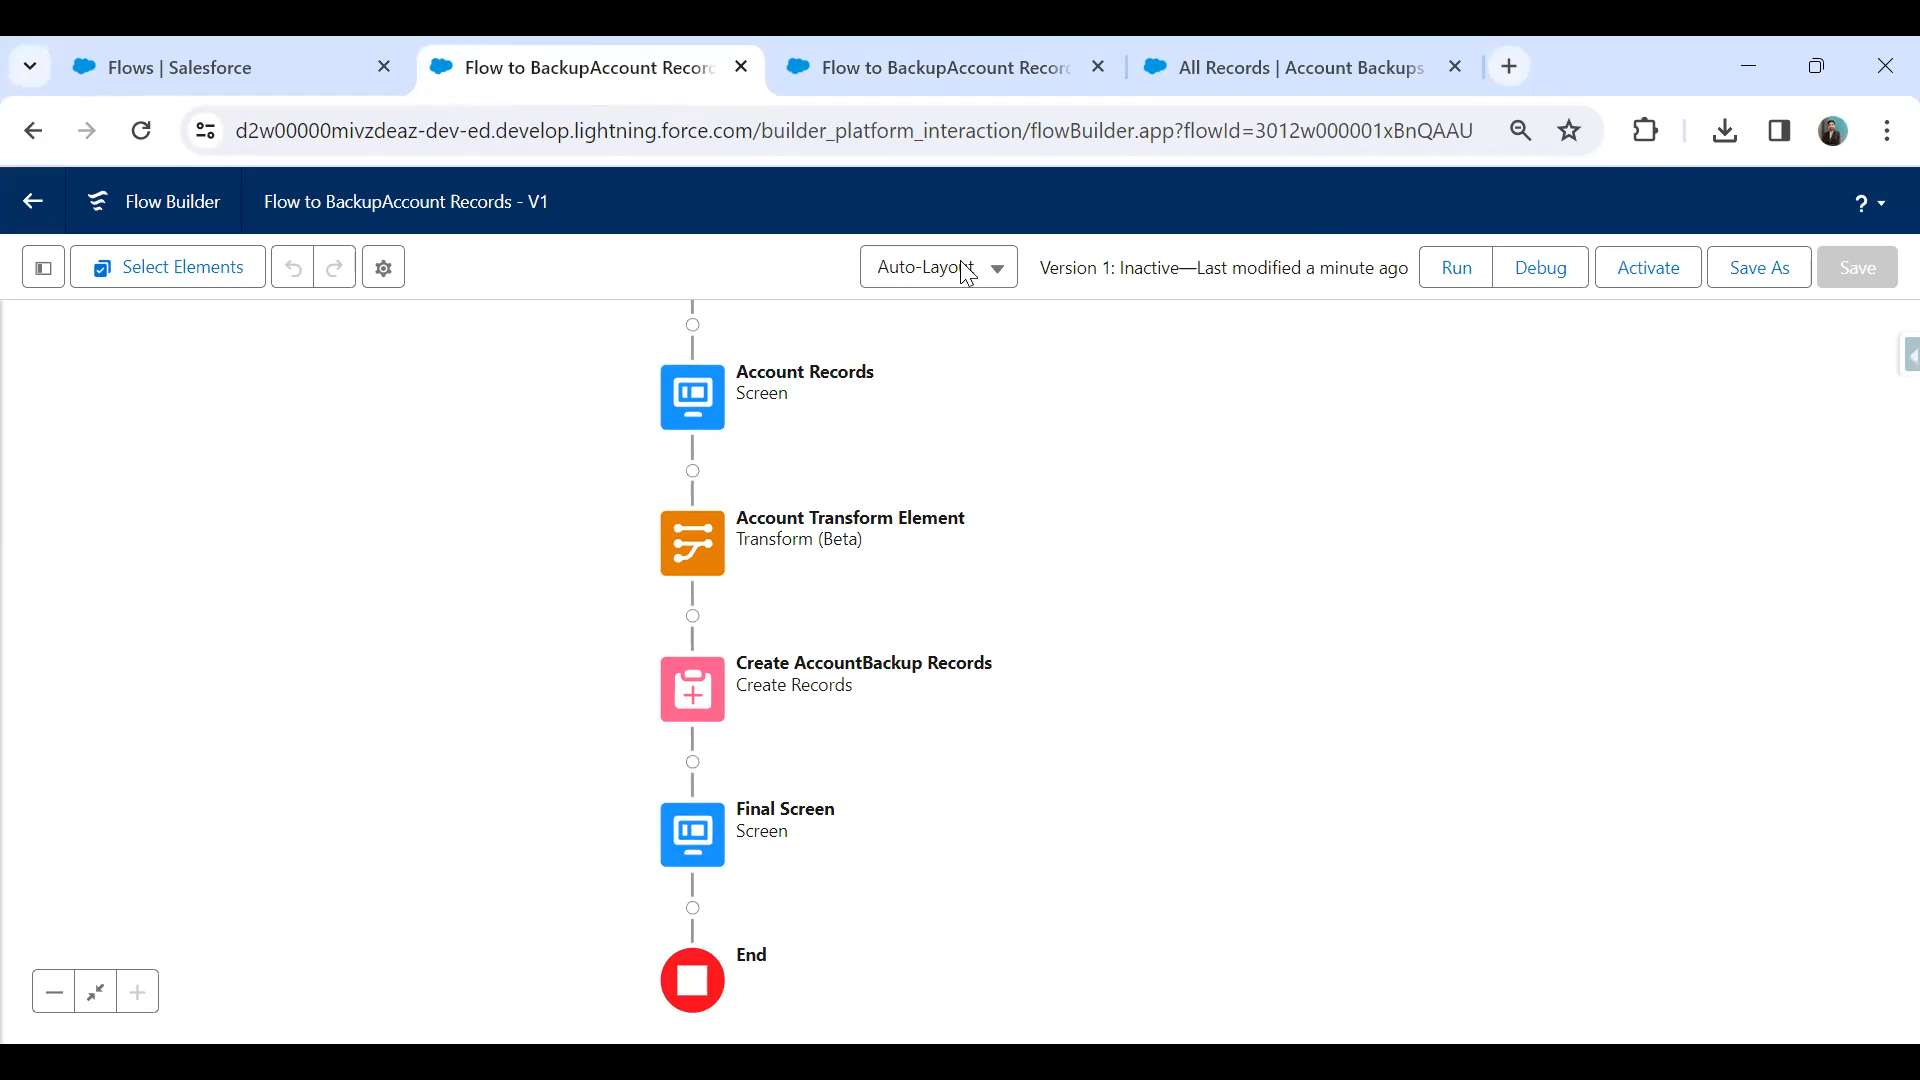 Flows | Salesforce
Flow to BackupAccount Recor
Flow to BackupAccount Recor
All Records | Account Backups
d2w00000mivzdeaz-dev-ed.develop.lightning.force.com/builder_platform_interaction/flowBuilder.app?flowId=3012w000001xBnQAAU
Flow Builder
Flow to BackupAccount Records - V1
?
Select Elements
Auto-Layout
Version 1: Inactive—Last modified a minute ago
Run
Debug
Activate
Save As
Save
Account Records
Screen
Account Transform Element
Transform (Beta)
Create AccountBackup Records
Create Records
Final Screen
Screen
End